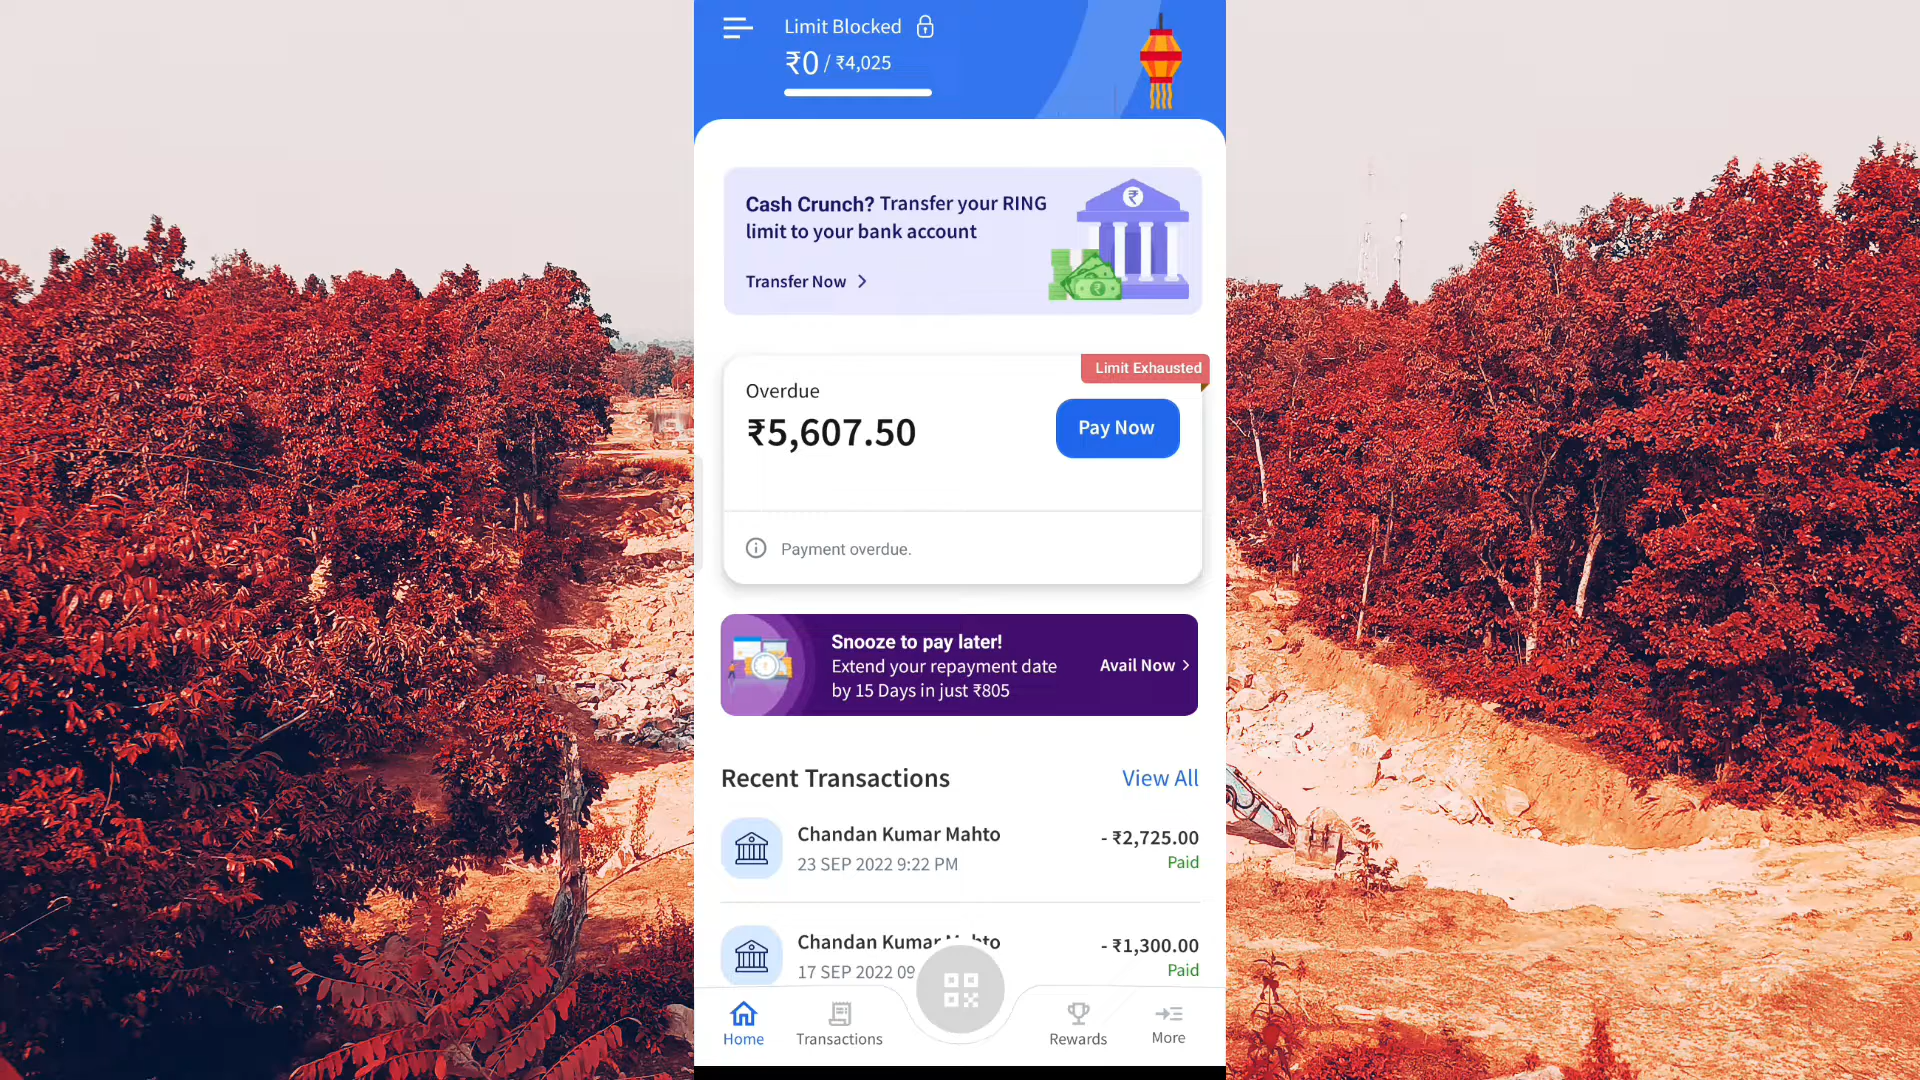 Limit Blocked
₹0 / ₹4,025
Cash Crunch? Transfer your RING
limit to your bank account
Transfer Now
Limit Exhausted
Overdue
₹5,607.50
Pay Now
Payment overdue.
Snooze to pay later!
Extend your repayment date
by 15 Days in just ₹805
Avail Now
Recent Transactions
View All
Chandan Kumar Mahto
- ₹2,725.00
23 SEP 2022 9:22 PM
Paid
Chandan Kumar Mahto
- ₹1,300.00
17 SEP 2022 09
Paid
Home
Transactions
Rewards
More